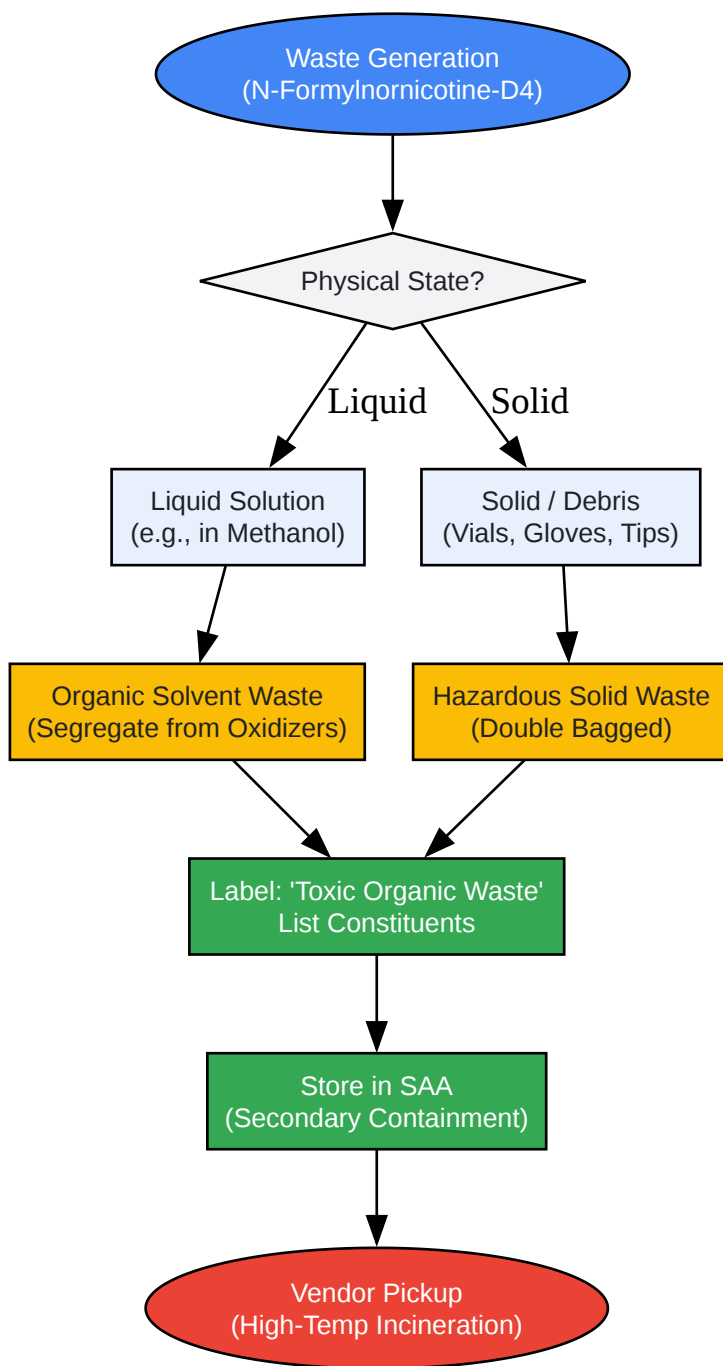 Waste Generation
(N-Formylnornicotine-D4)
Physical State?
Liquid
Solid
Liquid Solution
(e.g., in Methanol)
Solid / Debris
(Vials, Gloves, Tips)
Organic Solvent Waste
(Segregate from Oxidizers)
Hazardous Solid Waste
(Double Bagged)
Label: 'Toxic Organic Waste'
List Constituents
Store in SAA
(Secondary Containment)
Vendor Pickup
(High-Temp Incineration)